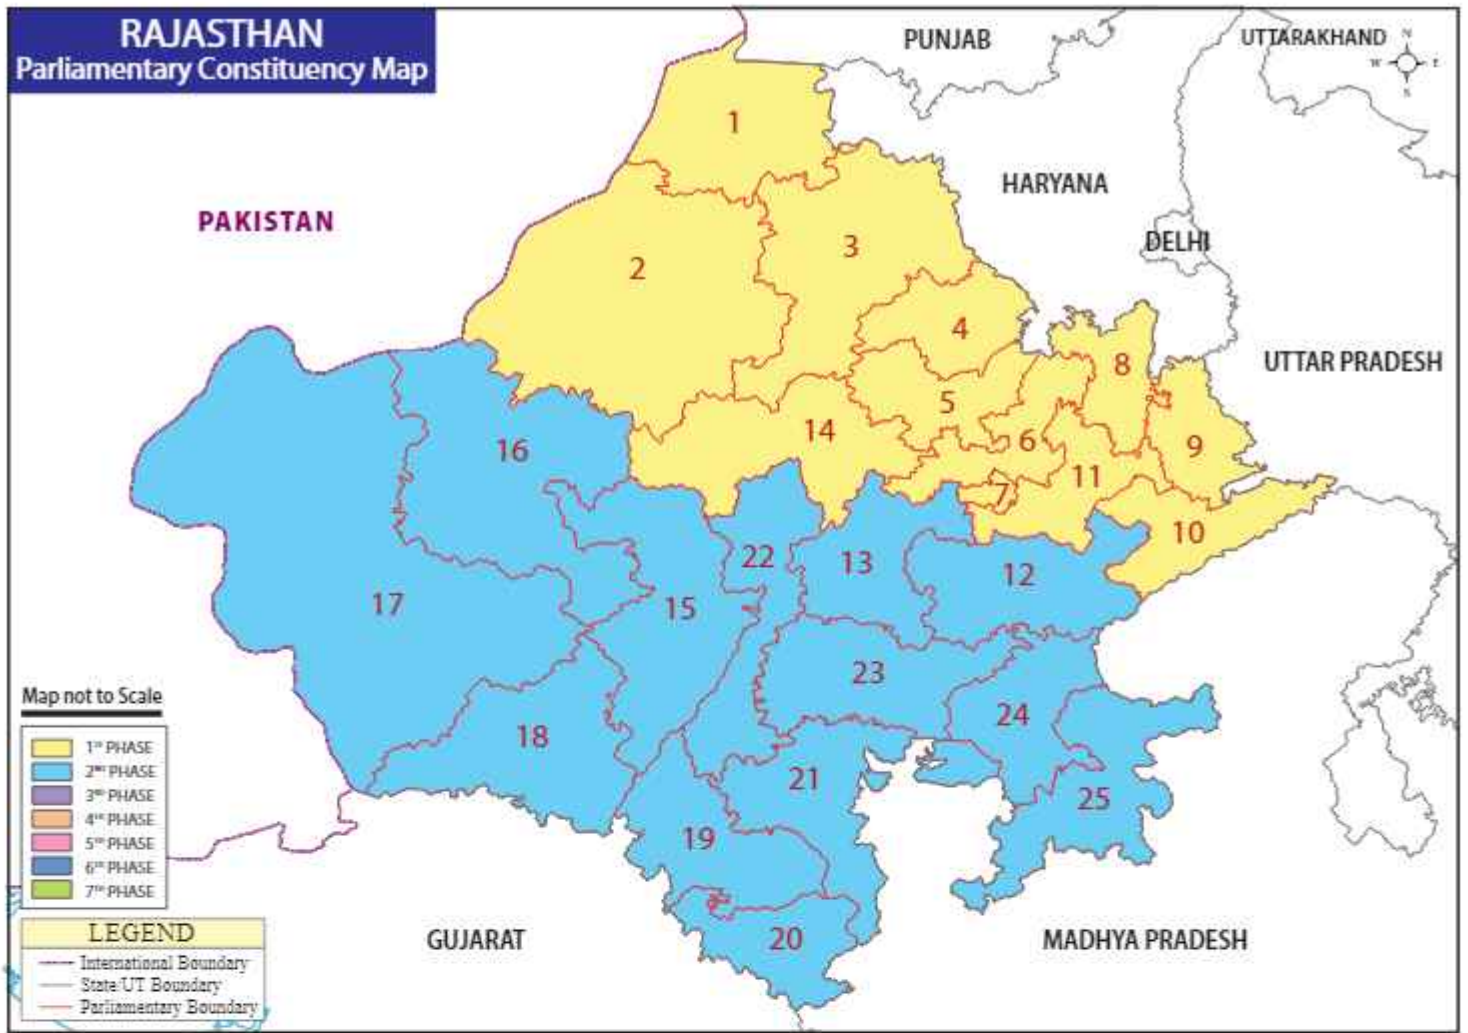 RAJASTHAN
Parliamentary Constituency Map
PUNJAB
UTTARAKHAND
N
W E
S
HARYANA
PAKISTAN
DELHI
UTTAR PRADESH
1
2
3
4
5
6
7
8
9
10
11
12
13
14
15
16
17
18
19
20
21
22
23
24
25
Map not to Scale
1ST PHASE
2ND PHASE
3RD PHASE
4TH PHASE
5TH PHASE
6TH PHASE
7TH PHASE
LEGEND
International Boundary
State/UT Boundary
Parliamentary Boundary
GUJARAT
MADHYA PRADESH